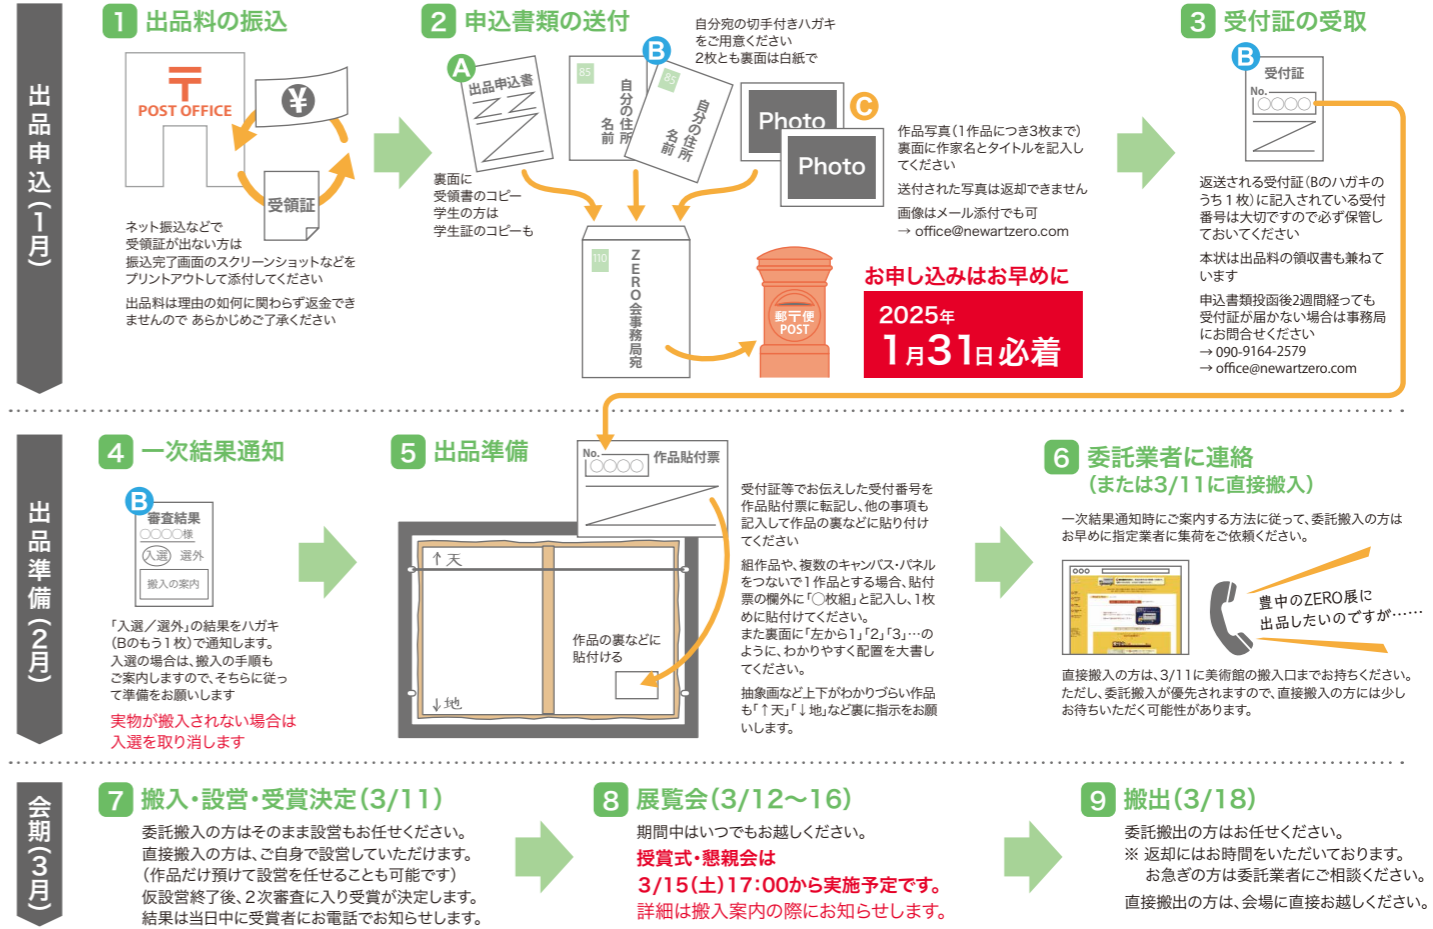 出品申込(1月)
1 出品料の振込
POST OFFICE
¥
受領証
ネット振込などで
受領証が出ない方は
振込完了画面のスクリーンショットなどを
プリントアウトして添付してください
出品料は理由の如何に関わらず返金でき
ませんので あらかじめご了承ください
2 申込書類の送付
自分宛の切手付きハガキ
をご用意ください
2枚とも裏面は白紙で
A
出品申込書
B
85
自分の住所
名前
85
自分の住所
名前
Photo
Photo
C
裏面に
受領書のコピー
学生の方は
学生証のコピーも
作品写真(1作品につき3枚まで)
裏面に作家名とタイトルを記入し
てください
送付された写真は返却できません
画像はメール添付でも可
→ office@newartzero.com
110
ZERO会事務局宛
郵〒便
POST
お申し込みはお早めに
2025年
1月31日必着
3 受付証の受取
B
受付証
No.
○○○○
返送される受付証(Bのハガキの
うち1枚)に記入されている受付
番号は大切ですので必ず保管し
ておいてください
本状は出品料の領収書も兼ねて
います
申込書類投函後2週間経っても
受付証が届かない場合は事務局
にお問合せください
→ 090-9164-2579
→ office@newartzero.com
出品準備(2月)
4 一次結果通知
B
審査結果
○○○○様
入選 選外
搬入の案内
「入選/選外」の結果をハガキ
(Bのもう1枚)で通知します。
入選の場合は、搬入の手順も
ご案内しますので、そちらに従っ
て準備をお願いします
実物が搬入されない場合は
入選を取り消します
5 出品準備
No.
○○○○
作品貼付票
↑天
作品の裏などに
貼付ける
↓地
受付証等でお伝えした受付番号を
作品貼付票に転記し、他の事項も
記入して作品の裏などに貼り付け
てください
組作品や、複数のキャンバス・パネル
をつないで1作品とする場合、貼付
票の欄外に「○枚組」と記入し、1枚
めに貼付けてください。
また裏面に「左から1」「2」「3」…の
ように、わかりやすく配置を大書し
てください。
抽象画など上下がわかりづらい作品
も「↑天」「↓地」など裏に指示をお願
いします。
6 委託業者に連絡
(または3/11に直接搬入)
一次結果通知時にご案内する方法に従って、委託搬入の方は
お早めに指定業者に集荷をご依頼ください。
豊中のZERO展に
出品したいのですが……
直接搬入の方は、3/11に美術館の搬入口までお持ちください。
ただし、委託搬入が優先されますので、直接搬入の方には少し
お待ちいただく可能性があります。
会期(3月)
7 搬入・設営・受賞決定(3/11)
委託搬入の方はそのまま設営もお任せください。
直接搬入の方は、ご自身で設営していただけます。
(作品だけ預けて設営を任せることも可能です)
仮設営終了後、2次審査に入り受賞が決定します。
結果は当日中に受賞者にお電話でお知らせします。
8 展覧会(3/12〜16)
期間中はいつでもお越しください。
授賞式・懇親会は
3/15(土)17:00から実施予定です。
詳細は搬入案内の際にお知らせします。
9 搬出(3/18)
委託搬出の方はお任せください。
※ 返却にはお時間をいただいております。
お急ぎの方は委託業者にご相談ください。
直接搬出の方は、会場に直接お越しください。